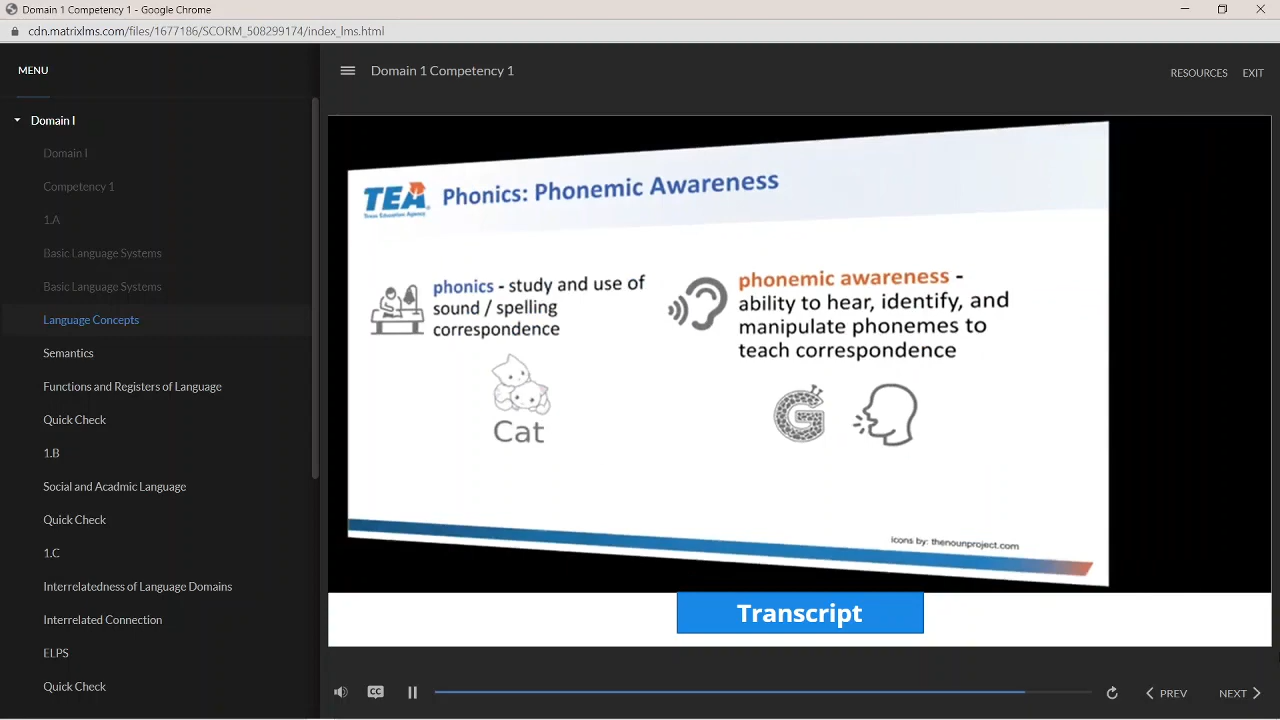 Domain 1 Competency 1 - Google Chrome
cdn.matrixlms.com/files/1677186/SCORM_508299174/index_lms.html
MENU
Domain 1 Competency 1
RESOURCES
EXIT
Domain I
Domain I
Competency 1
1.A
Basic Language Systems
Basic Language Systems
Language Concepts
Semantics
Functions and Registers of Language
Quick Check
1.B
Social and Acadmic Language
Quick Check
1.C
Interrelatedness of Language Domains
Interrelated Connection
ELPS
Quick Check
TEA
Texas Education Agency
Phonics: Phonemic Awareness
phonics - study and use of
sound / spelling
correspondence
Cat
phonemic awareness -
ability to hear, identify, and
manipulate phonemes to
teach correspondence
G
icons by: thenounproject.com
Transcript
CC
PREV
NEXT